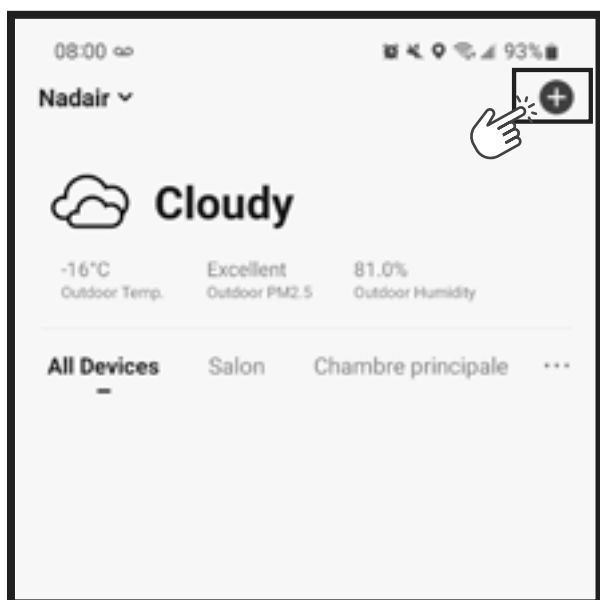 08:00 93%
Nadair
Cloudy
-16°C Excellent 81.0%
Outdoor Temp. Outdoor PM2.5 Outdoor Humidity
All Devices Salon Chambre principale ...